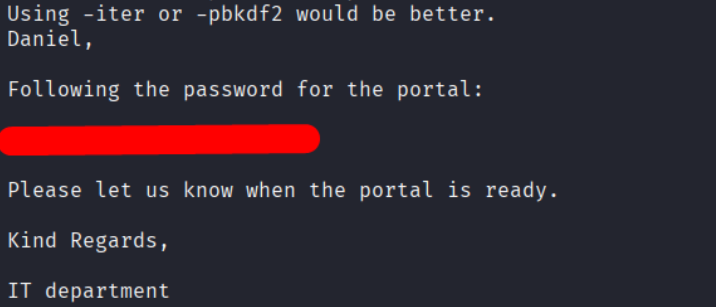 Using -iter or -pbkdf2 would be better.
Daniel,
Following the password for the portal:
Please let us know when the portal is ready.
Kind Regards,
IT department